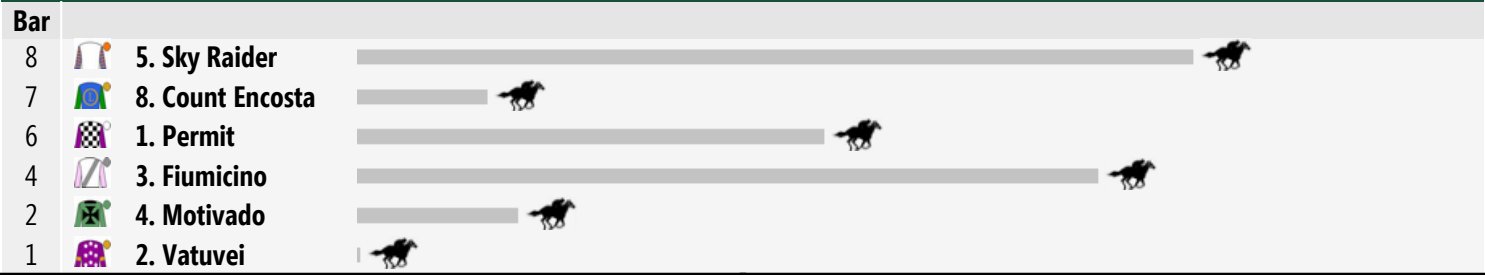 Bar
8 5. Sky Raider
7 8. Count Encosta
6 1. Permit
4 3. Fiumicino
2 4. Motivado
1 2. Vatuvei